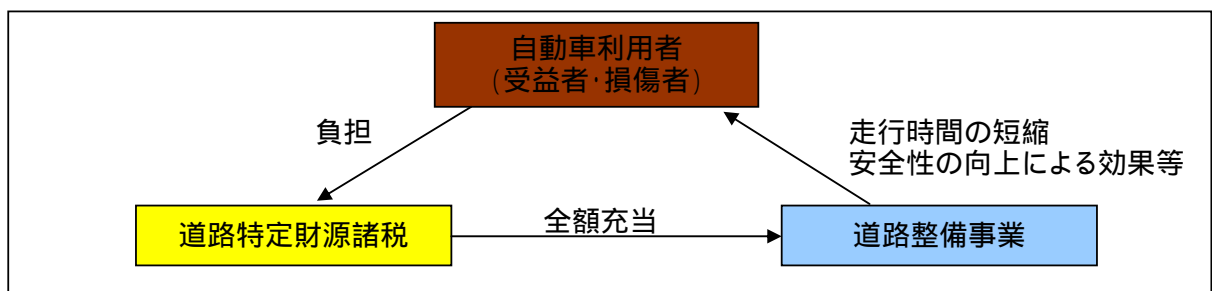 自動車利用者
(受益者・損傷者)
負担
走行時間の短縮
安全性の向上による効果等
道路特定財源諸税
全額充当
道路整備事業